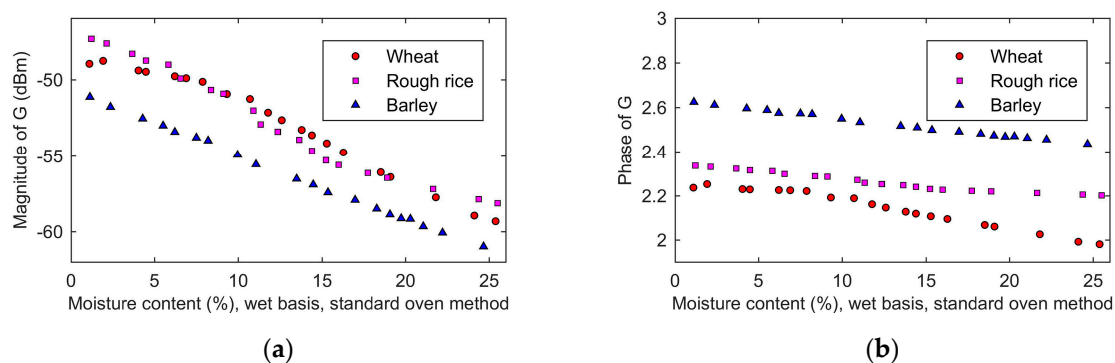 Magnitude of G (dBm)
-50
-55
-60
0
5
10
15
20
25
Wheat
Rough rice
Barley
Moisture content (%), wet basis, standard oven method
(a)
Phase of G
3
2.8
2.6
2.4
2.2
2
0
5
10
15
20
25
Wheat
Rough rice
Barley
Moisture content (%), wet basis, standard oven method
(b)